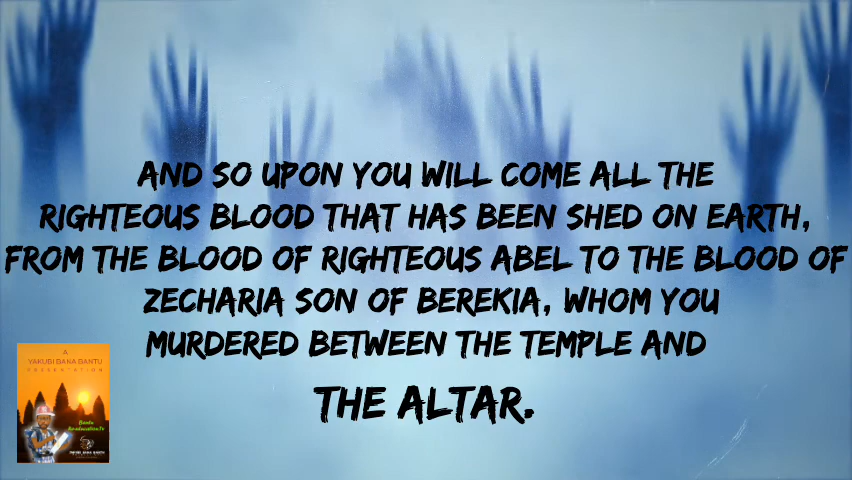 AND SO UPON YOU WILL COME ALL THE
RIGHTEOUS BLOOD THAT HAS BEEN SHED ON EARTH,
FROM THE BLOOD OF RIGHTEOUS ABEL TO THE BLOOD OF
ZECHARIA SON OF BEREKIA, WHOM YOU
MURDERED BETWEEN THE TEMPLE AND
THE ALTAR.
A
YAKUBI BANA BANTU
PRESENTATION
Bantu